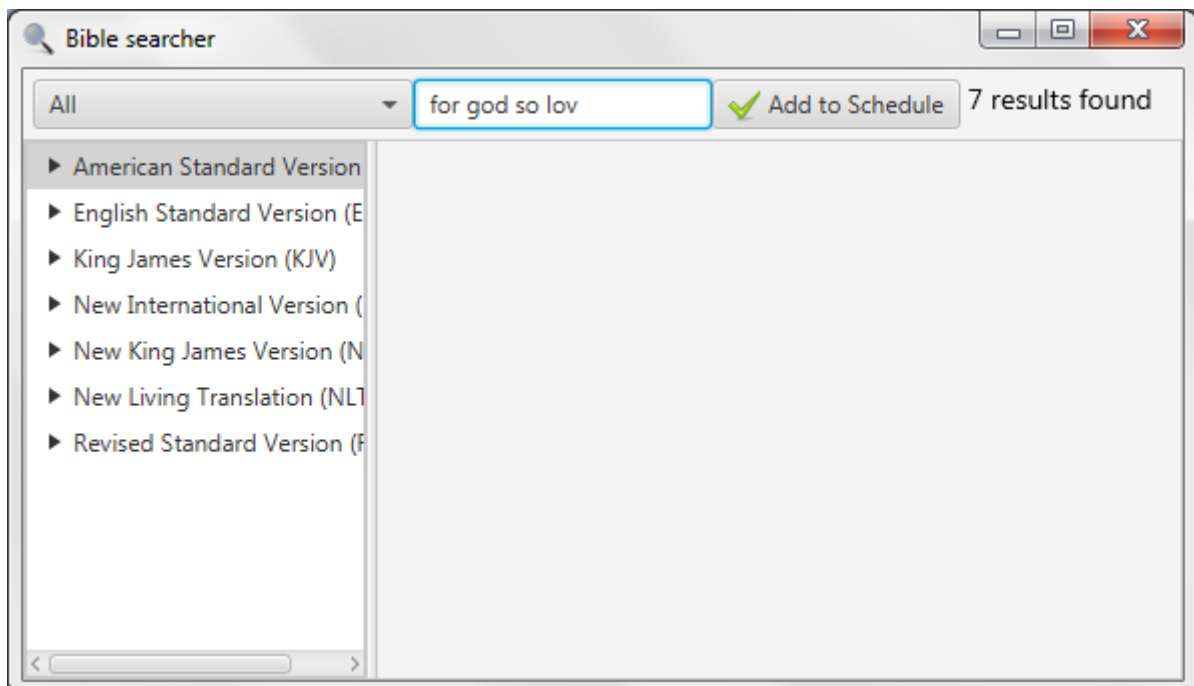 Bible searcher
All for god so lov Add to Schedule 7 results found
American Standard Version
English Standard Version (E
King James Version (KJV)
New International Version (
New King James Version (N
New Living Translation (NLT
Revised Standard Version (R